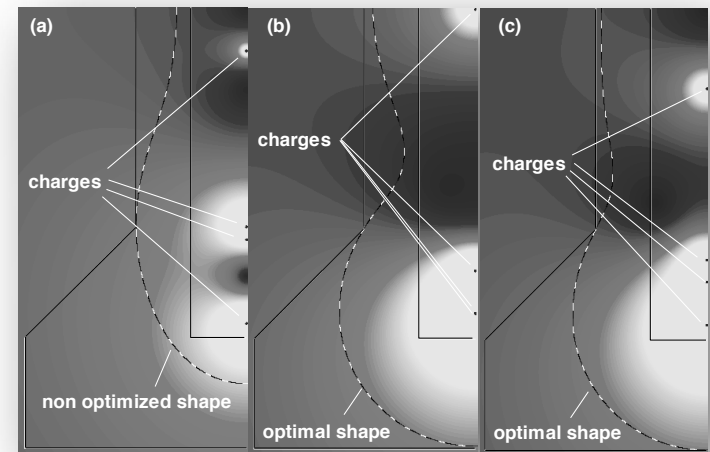 (a)
(b)
(c)
charges
charges
charges
non optimized shape
optimal shape
optimal shape